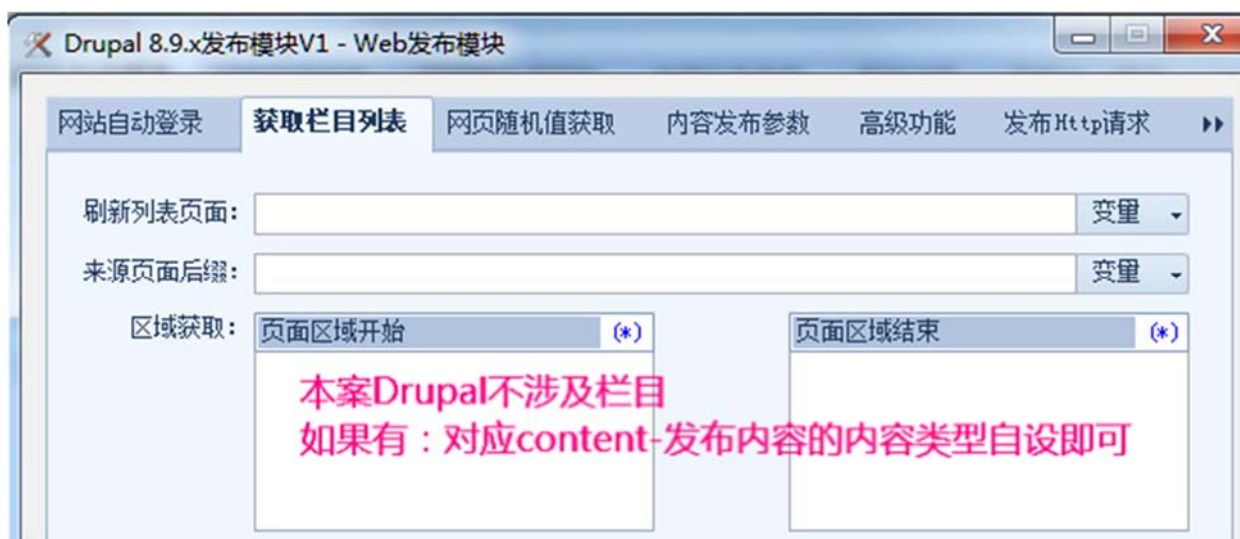 Drupal 8.9.x发布模块V1 - Web发布模块
网站自动登录 获取栏目列表 网页随机值获取 内容发布参数 高级功能 发布Http请求
刷新列表页面: 变量
来源页面后缀: 变量
区域获取: 页面区域开始 (*) 页面区域结束 (*)
本案Drupal不涉及栏目
如果有：对应content-发布内容的内容类型自设即可